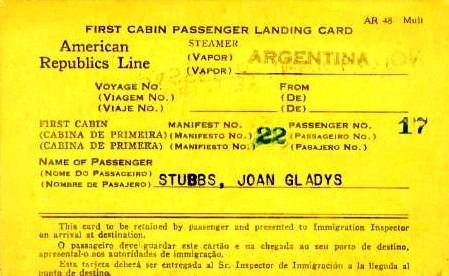 AR 48 Mult
FIRST CABIN PASSENGER LANDING CARD
American
Republics Line
STEAMER
(VAPOR)
(VAPOR)
ARGENTINA
VOYAGE NO.
(VIAGEM NO.)
(VIAJE NO.)
FROM
(DE)
(DE)
FIRST CABIN
(CABINA DE PRIMEIRA)
(CABINA DE PRIMERA)
MANIFEST NO.
(MANIFESTO NO.)
(MANIFIESTO NO.)
22
PASSENGER NO.
(PASSAGEIRO NO.)
(PASAJERO NO.)
17
NAME OF PASSENGER
(NOME DO PASSAGEIRO)
(NOMBRE DE PASAJERO)
STUBBS, JOAN GLADYS
This card to be retained by passenger and presented to Immigration Inspector
on arrival at destination.
O passageiro deve guardar este cartão e na chegada ao seu porto de destino,
apresental-o aos autoridades de immigração.
Esta tarjeta deberá ser entregada al Sr. Inspector de Inmigración a la llegada al
punto de destino.